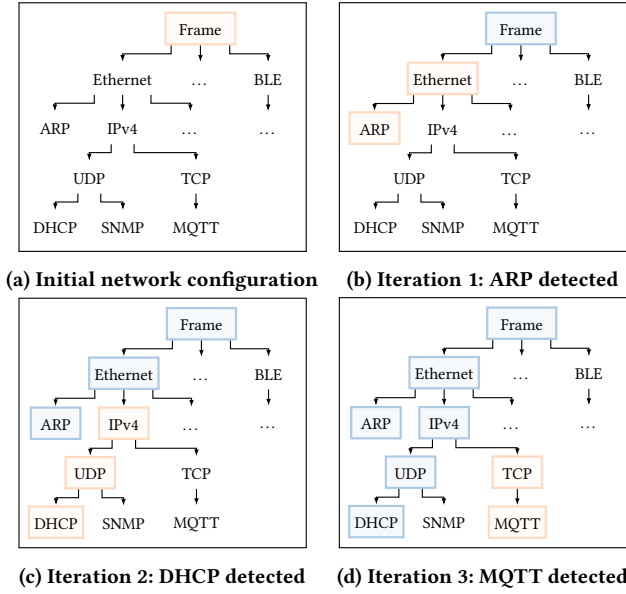 Frame
Ethernet ... BLE
ARP IPv4 ... ...
UDP TCP
DHCP SNMP MQTT
(a) Initial network configuration
Frame
Ethernet ... BLE
ARP IPv4 ... ...
UDP TCP
DHCP SNMP MQTT
(b) Iteration 1: ARP detected
Frame
Ethernet ... BLE
ARP IPv4 ... ...
UDP TCP
DHCP SNMP MQTT
(c) Iteration 2: DHCP detected
Frame
Ethernet ... BLE
ARP IPv4 ... ...
UDP TCP
DHCP SNMP MQTT
(d) Iteration 3: MQTT detected